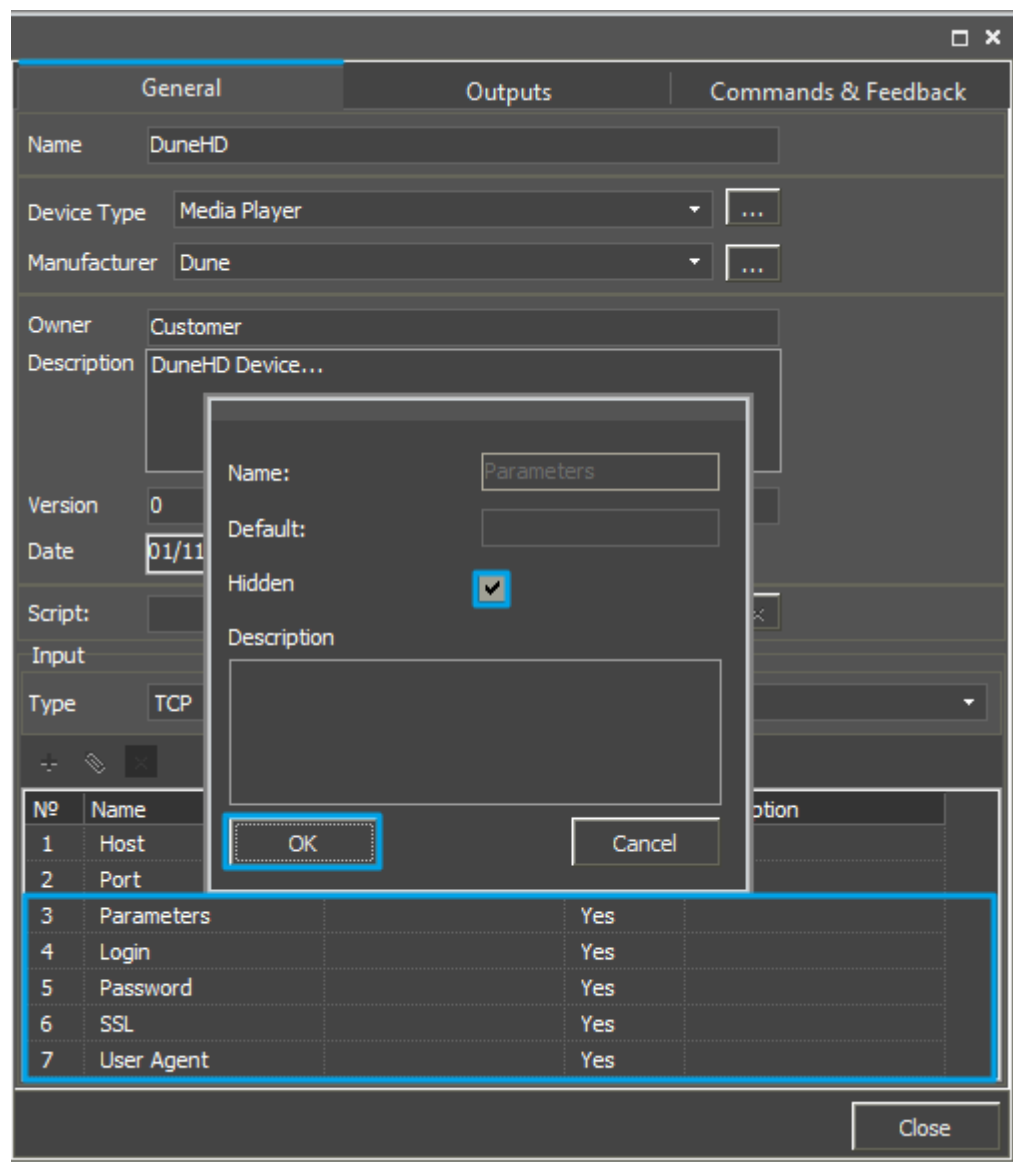 General Outputs Commands & Feedback
Name DuneHD
Device Type Media Player ...
Manufacturer Dune ...
Owner Customer
Description DuneHD Device...
Name: Parameters
Version 0
Default:
Date 01/11
Hidden
Script:
Description
Input
Type TCP
Nº Name
1 Host
OK Cancel
2 Port
3 Parameters Yes
4 Login Yes
5 Password Yes
6 SSL Yes
7 User Agent Yes
Close